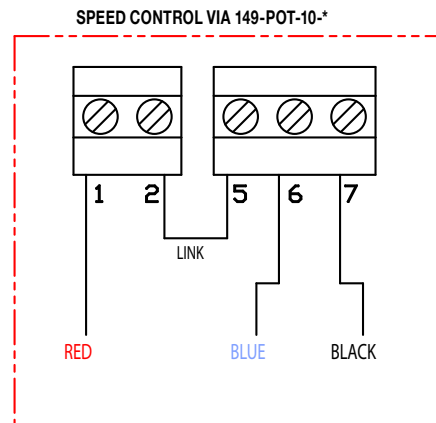 SPEED CONTROL VIA 149-POT-10-*
1 2 5 6 7
LINK
RED BLUE BLACK